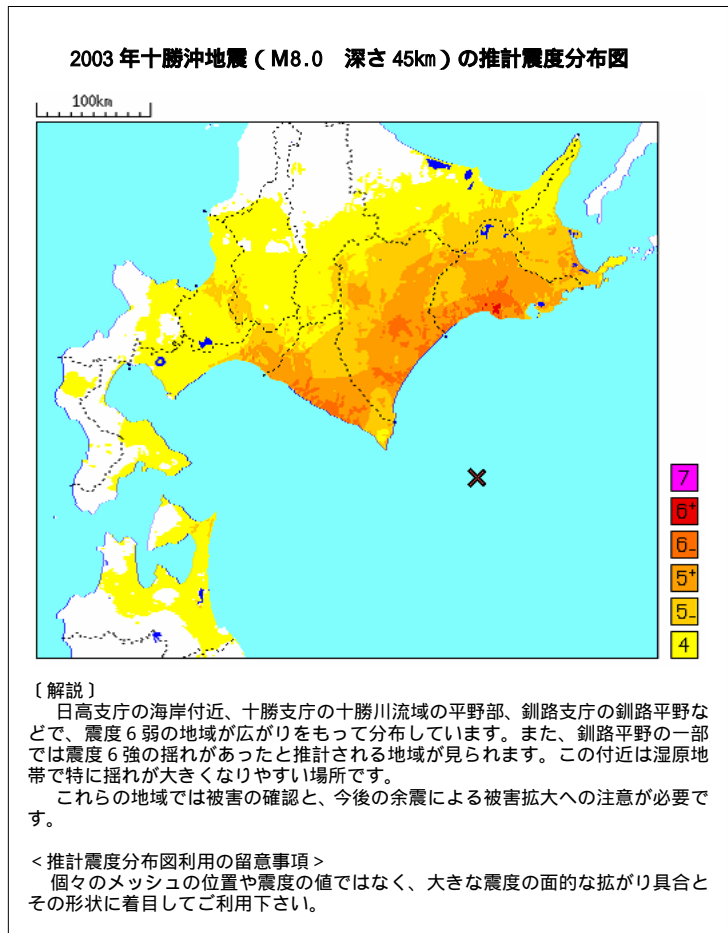 2003 年十勝沖地震(M8.0 深さ 45km)の推計震度分布図
100km
7
6+
6-
5+
5-
4
〔解説〕
日高支庁の海岸付近、十勝支庁の十勝川流域の平野部、釧路支庁の釧路平野な
どで、震度6弱の地域が広がりをもって分布しています。また、釧路平野の一部
では震度6強の揺れがあったと推計される地域が見られます。この付近は湿原地
帯で特に揺れが大きくなりやすい場所です。
これらの地域では被害の確認と、今後の余震による被害拡大への注意が必要で
す。
<推計震度分布図利用の留意事項>
個々のメッシュの位置や震度の値ではなく、大きな震度の面的な拡がり具合と
その形状に着目してご利用下さい。